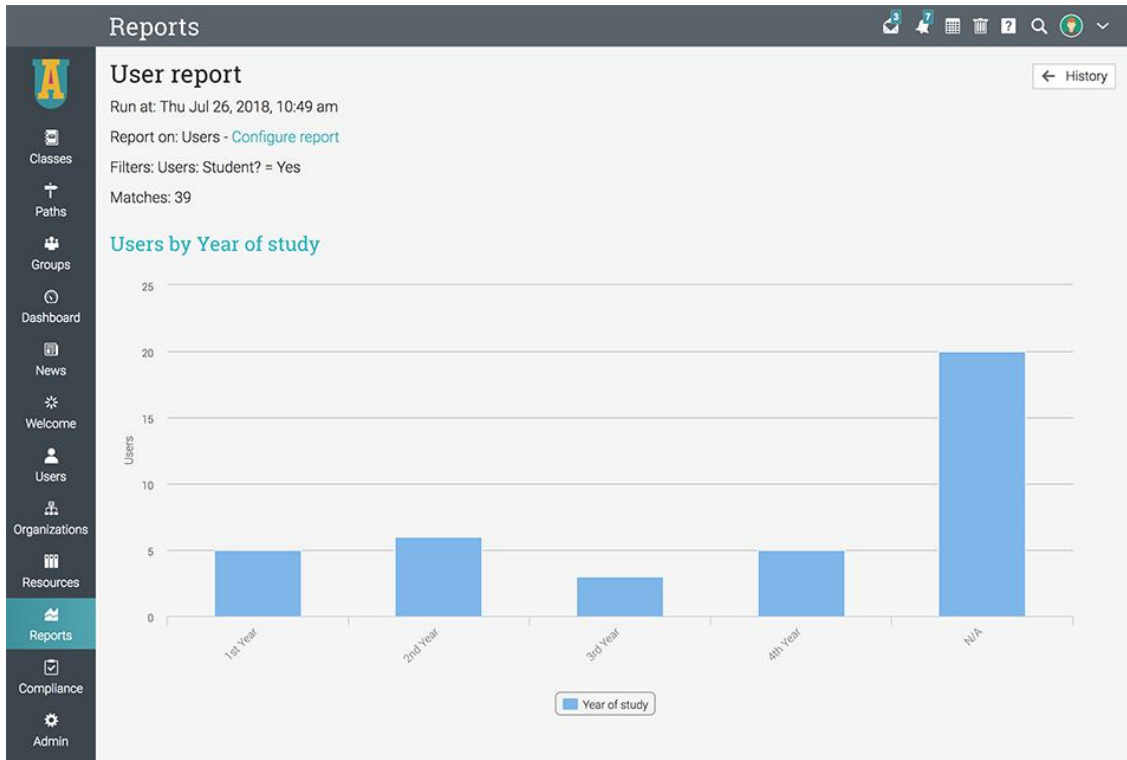 Reports
3
7
A
Classes
Paths
Groups
Dashboard
News
Welcome
Users
Organizations
Resources
Reports
Compliance
Admin
User report
← History
Run at: Thu Jul 26, 2018, 10:49 am
Report on: Users - Configure report
Filters: Users: Student? = Yes
Matches: 39
Users by Year of study
Users
25
20
15
10
5
0
1st Year
2nd Year
3rd Year
4th Year
N/A
Year of study